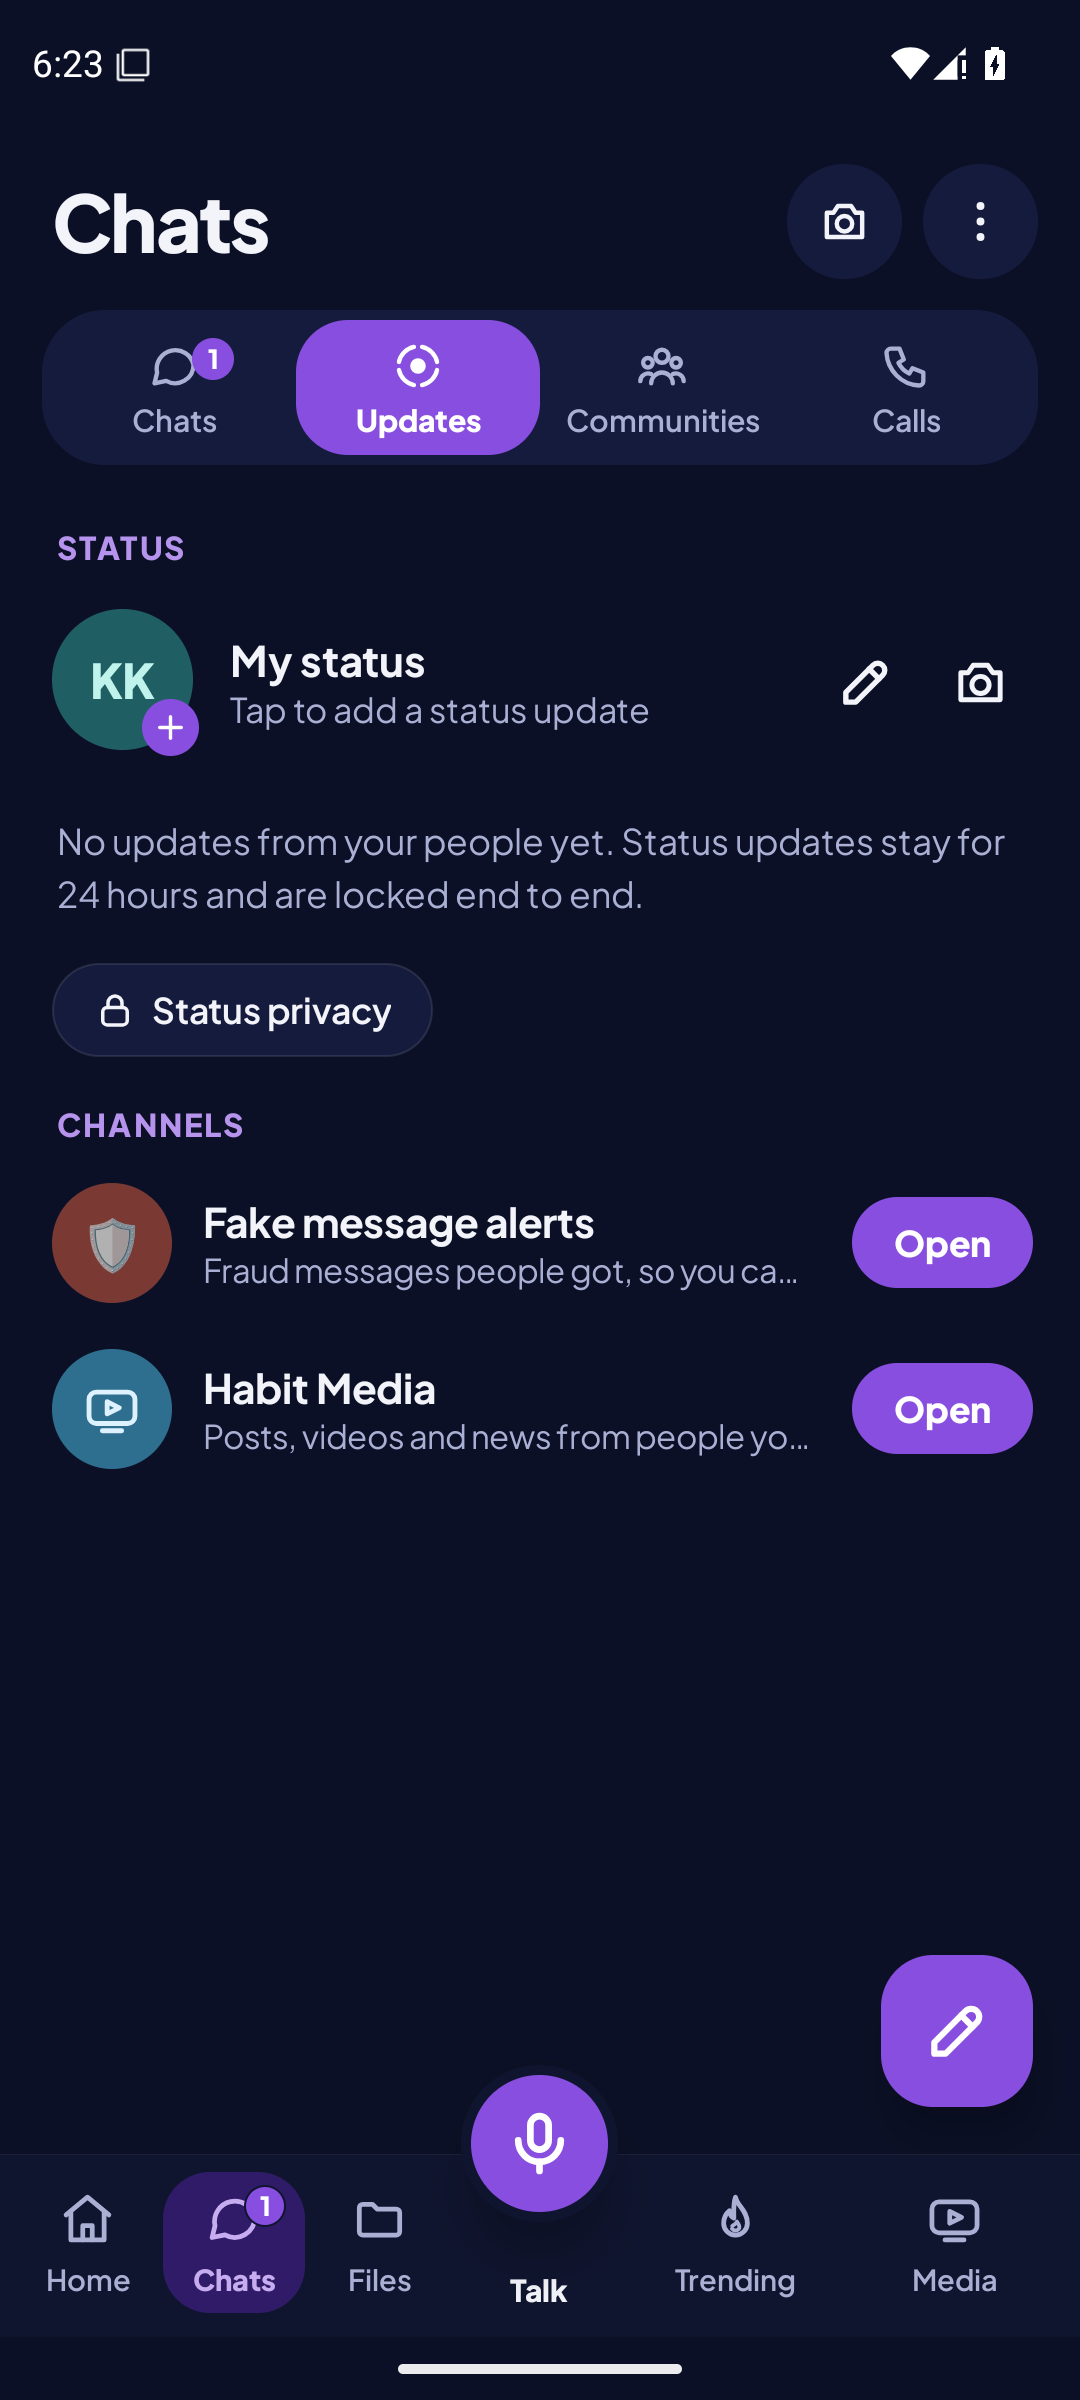 6:23
Chats
1
Chats
Updates
Communities
Calls
STATUS
KK
My status
Tap to add a status update
No updates from your people yet. Status updates stay for
24 hours and are locked end to end.
Status privacy
CHANNELS
Fake message alerts
Fraud messages people got, so you ca...
Open
Habit Media
Posts, videos and news from people yo...
Open
1
Home
Chats
Files
Talk
Trending
Media